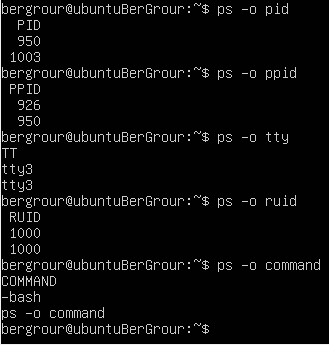 bergrour@ubuntuBerGrour:~$ ps -o pid
PID
950
1003
bergrour@ubuntuBerGrour:~$ ps -o ppid
PPID
926
950
bergrour@ubuntuBerGrour:~$ ps -o tty
TT
tty3
tty3
bergrour@ubuntuBerGrour:~$ ps -o ruid
RUID
1000
1000
bergrour@ubuntuBerGrour:~$ ps -o command
COMMAND
-bash
ps -o command
bergrour@ubuntuBerGrour:~$